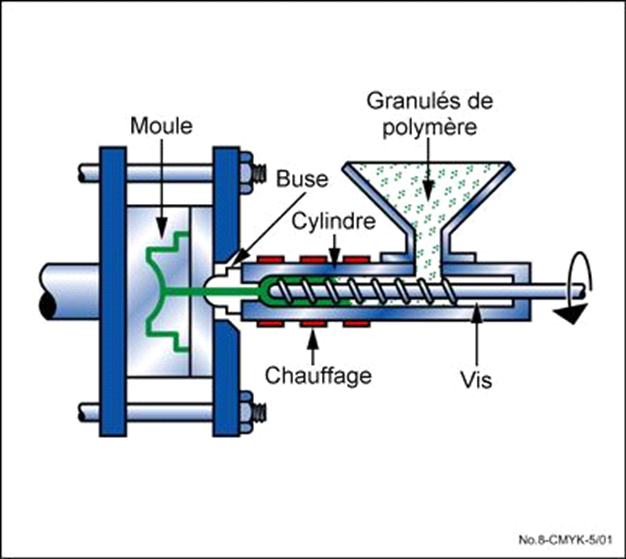 Granulés de
polymère
Moule
Buse
Cylindre
Chauffage
Vis
No.8-CMYK-5/01